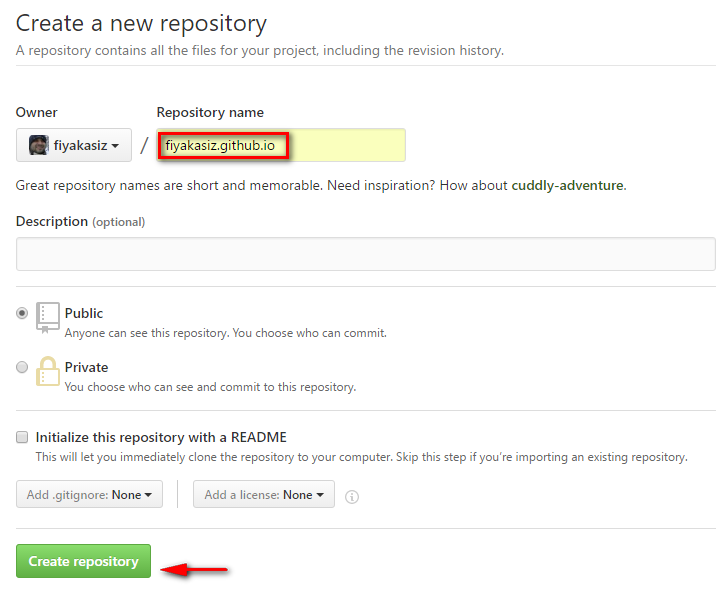 Create a new repository
A repository contains all the files for your project, including the revision history.
Owner
Repository name
fiyakasiz
/
fiyakasiz.github.io
Great repository names are short and memorable. Need inspiration? How about cuddly-adventure.
Description (optional)
Public
Anyone can see this repository. You choose who can commit.
Private
You choose who can see and commit to this repository.
Initialize this repository with a README
This will let you immediately clone the repository to your computer. Skip this step if you’re importing an existing repository.
Add .gitignore: None
Add a license: None
Create repository